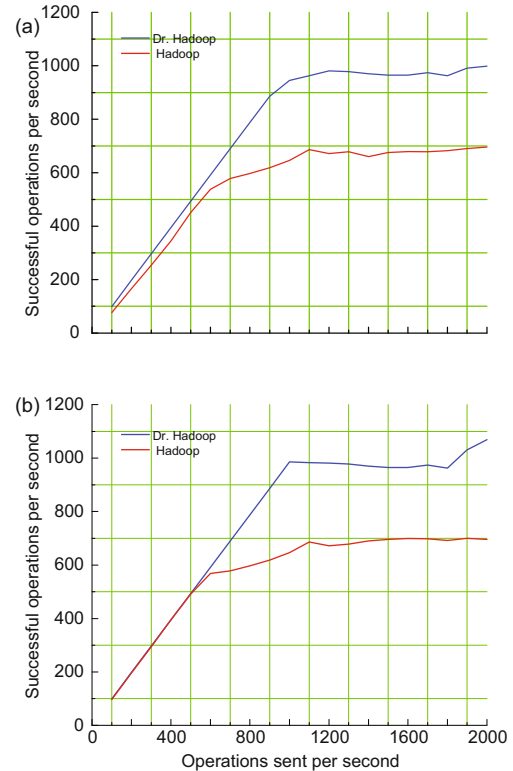 (a)
1200
1000
800
600
400
200
0
Successful operations per second
Dr. Hadoop
Hadoop
(b)
1200
1000
800
600
400
200
0
Successful operations per second
Dr. Hadoop
Hadoop
0 400 800 1200 1600 2000
Operations sent per second